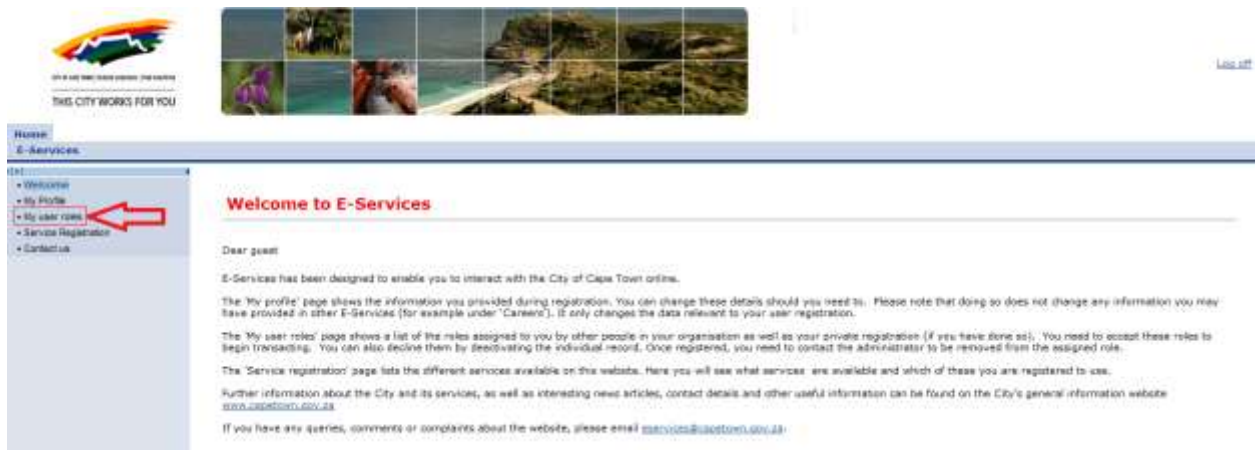 THIS CITY WORKS FOR YOU
Log off
Home
E-Services
Welcome
My Profile
My user roles
Service Registration
Contact us
Welcome to E-Services
Dear guest
E-Services has been designed to enable you to interact with the City of Cape Town online.
The 'My profile' page shows the information you provided during registration. You can change these details should you need to. Please note that doing so does not change any information you may
have provided in other E-Services (for example under 'Careers'). It only changes the data relevant to your user registration.
The 'My user roles' page shows a list of the roles assigned to you by other people in your organisation as well as your private registration (if you have done so). You need to accept these roles to
begin transacting. You can also decline them by deactivating the individual record. Once registered, you need to contact the administrator to be removed from the assigned role.
The 'Service registration' page lists the different services available on this website. Here you will see what services are available and which of these you are registered to use.
Further information about the City and its services, as well as interesting news articles, contact details and other useful information can be found on the City's general information website
www.capetown.gov.za
If you have any queries, comments or complaints about the website, please email eservices@capetown.gov.za.